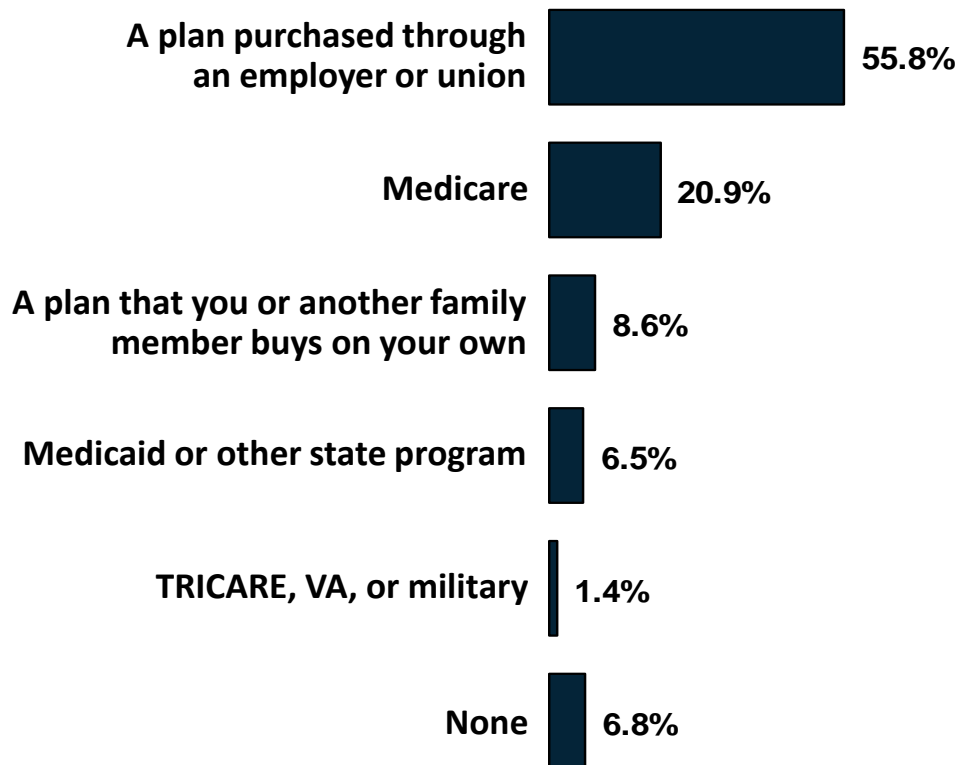 A plan purchased through
an employer or union
55.8%
Medicare
20.9%
A plan that you or another family
member buys on your own
8.6%
Medicaid or other state program
6.5%
TRICARE, VA, or military
1.4%
None
6.8%